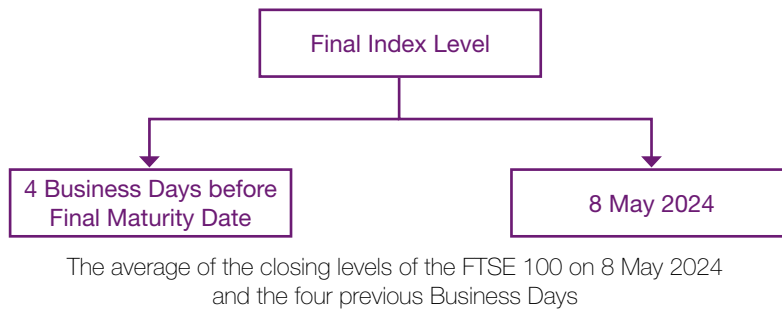 Final Index Level
4 Business Days before
Final Maturity Date
8 May 2024
The average of the closing levels of the FTSE 100 on 8 May 2024
and the four previous Business Days